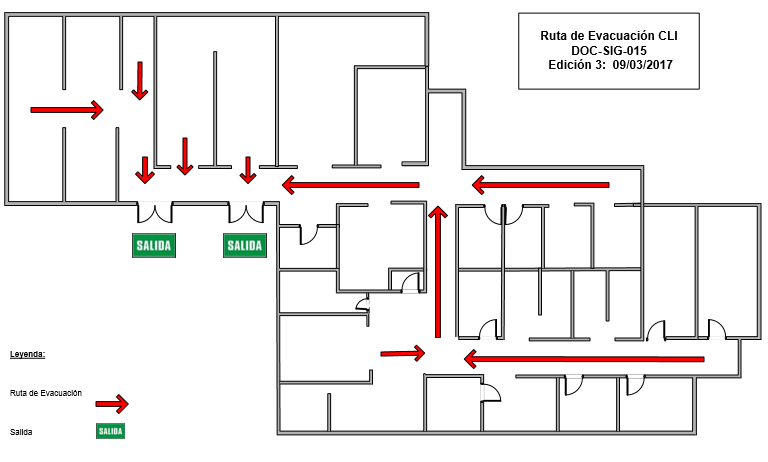 Ruta de Evacuación CLI
DOC-SIG-015
Edición 3:  09/03/2017
SALIDA
SALIDA
Leyenda:
Ruta de Evacuación
Salida
SALIDA